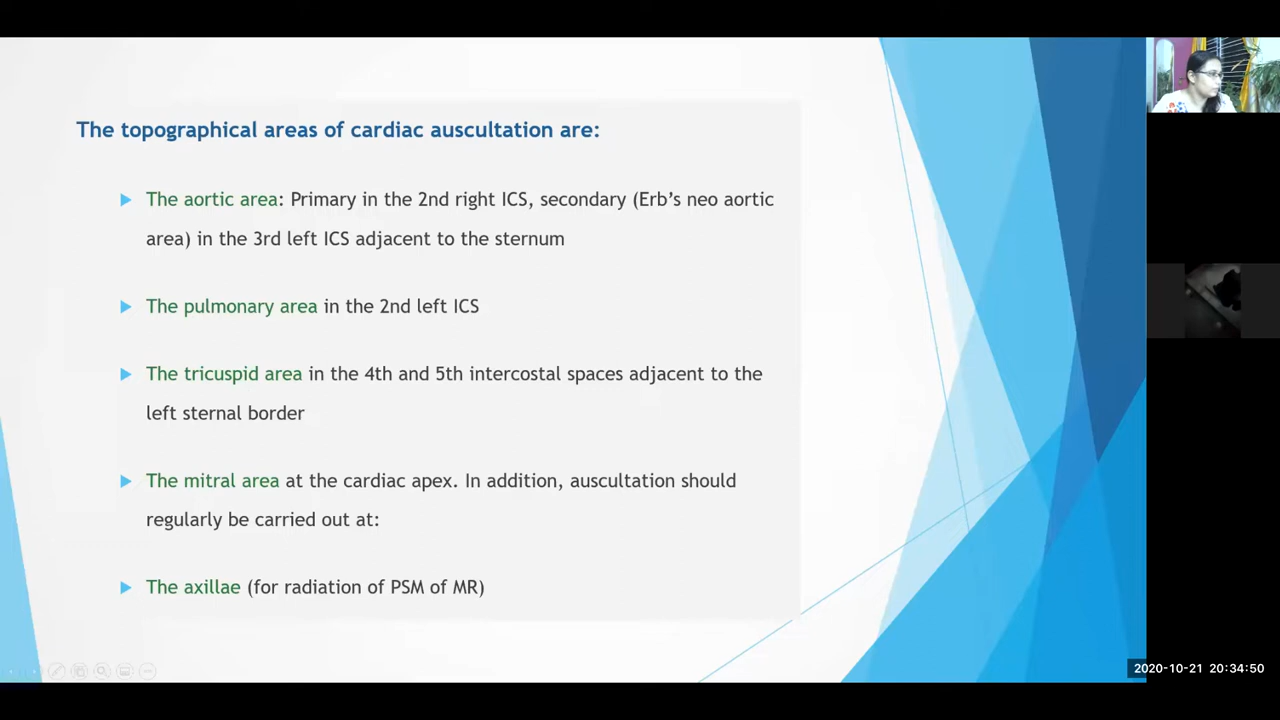 The topographical areas of cardiac auscultation are:
The aortic area: Primary in the 2nd right ICS, secondary (Erb's neo aortic
area) in the 3rd left ICS adjacent to the sternum
The pulmonary area in the 2nd left ICS
The tricuspid area in the 4th and 5th intercostal spaces adjacent to the
left sternal border
The mitral area at the cardiac apex. In addition, auscultation should
regularly be carried out at:
The axillae (for radiation of PSM of MR)
2020-10-21 20:34:50